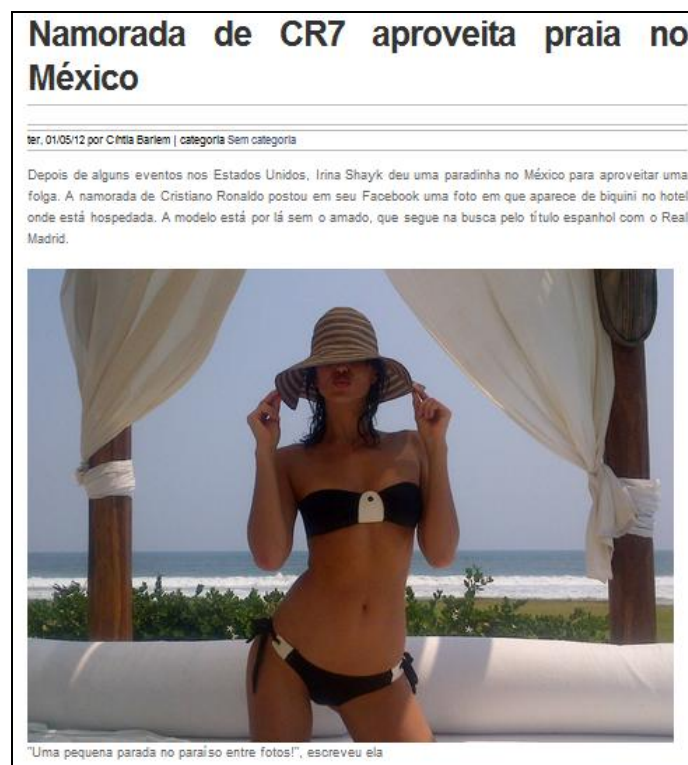 Namorada de CR7 aproveita praia no
México
ter, 01/05/12 por Cíntia Barlem | categoria Sem categoria
Depois de alguns eventos nos Estados Unidos, Irina Shayk deu uma paradinha no México para aproveitar uma
folga. A namorada de Cristiano Ronaldo postou em seu Facebook uma foto em que aparece de biquini no hotel
onde está hospedada. A modelo está por lá sem o amado, que segue na busca pelo título espanhol com o Real
Madrid.
"Uma pequena parada no paraíso entre fotos!", escreveu ela